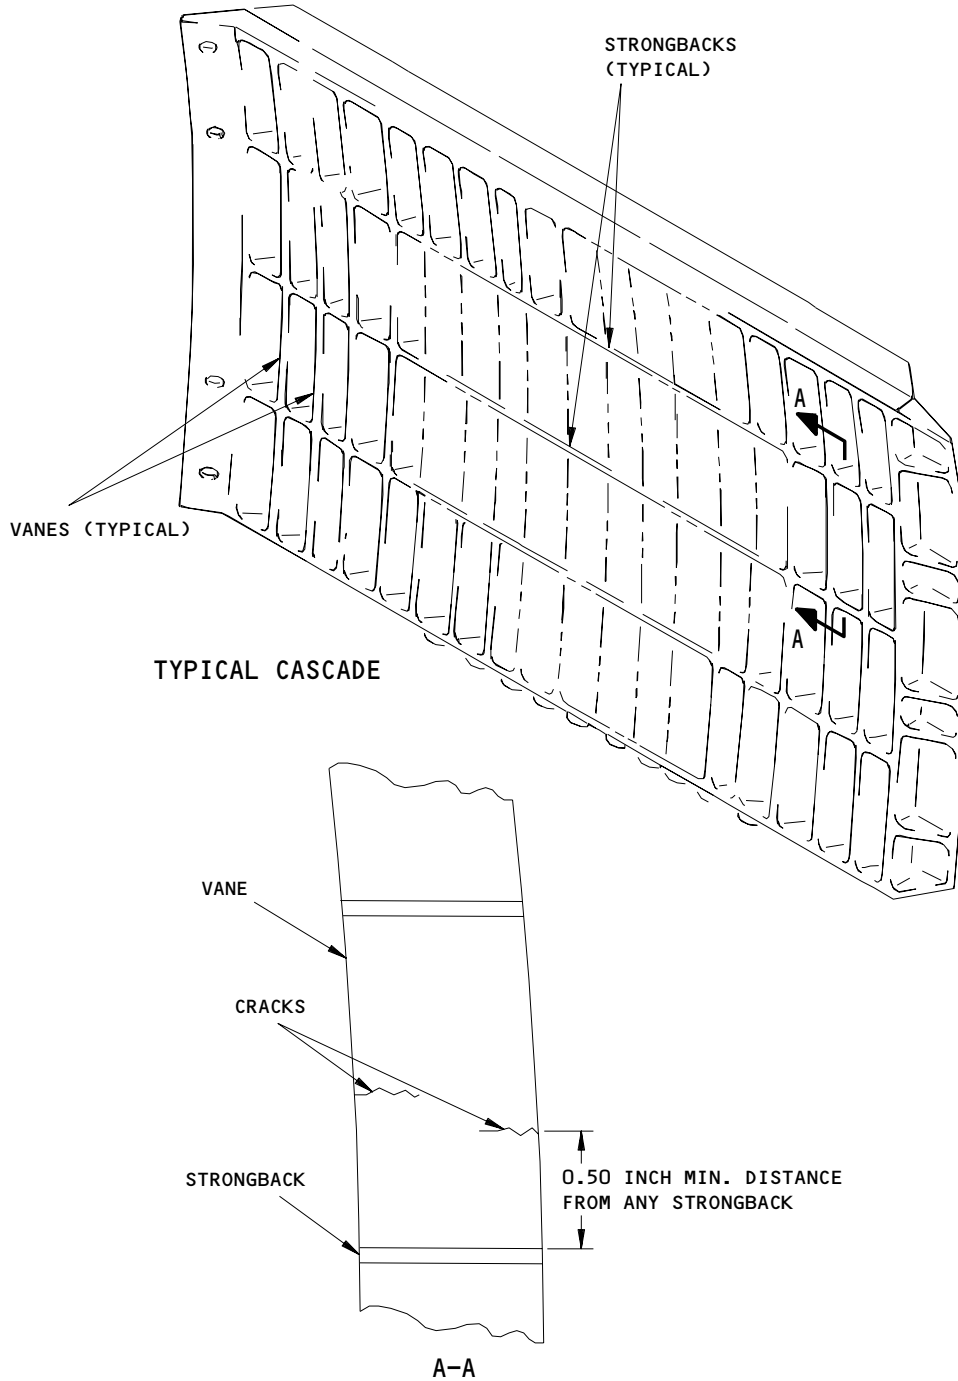 STRONGBACKS
(TYPICAL)
A
VANES (TYPICAL)
A
TYPICAL CASCADE
VANE
CRACKS
STRONGBACK
0.50 INCH MIN. DISTANCE
FROM ANY STRONGBACK
A-A